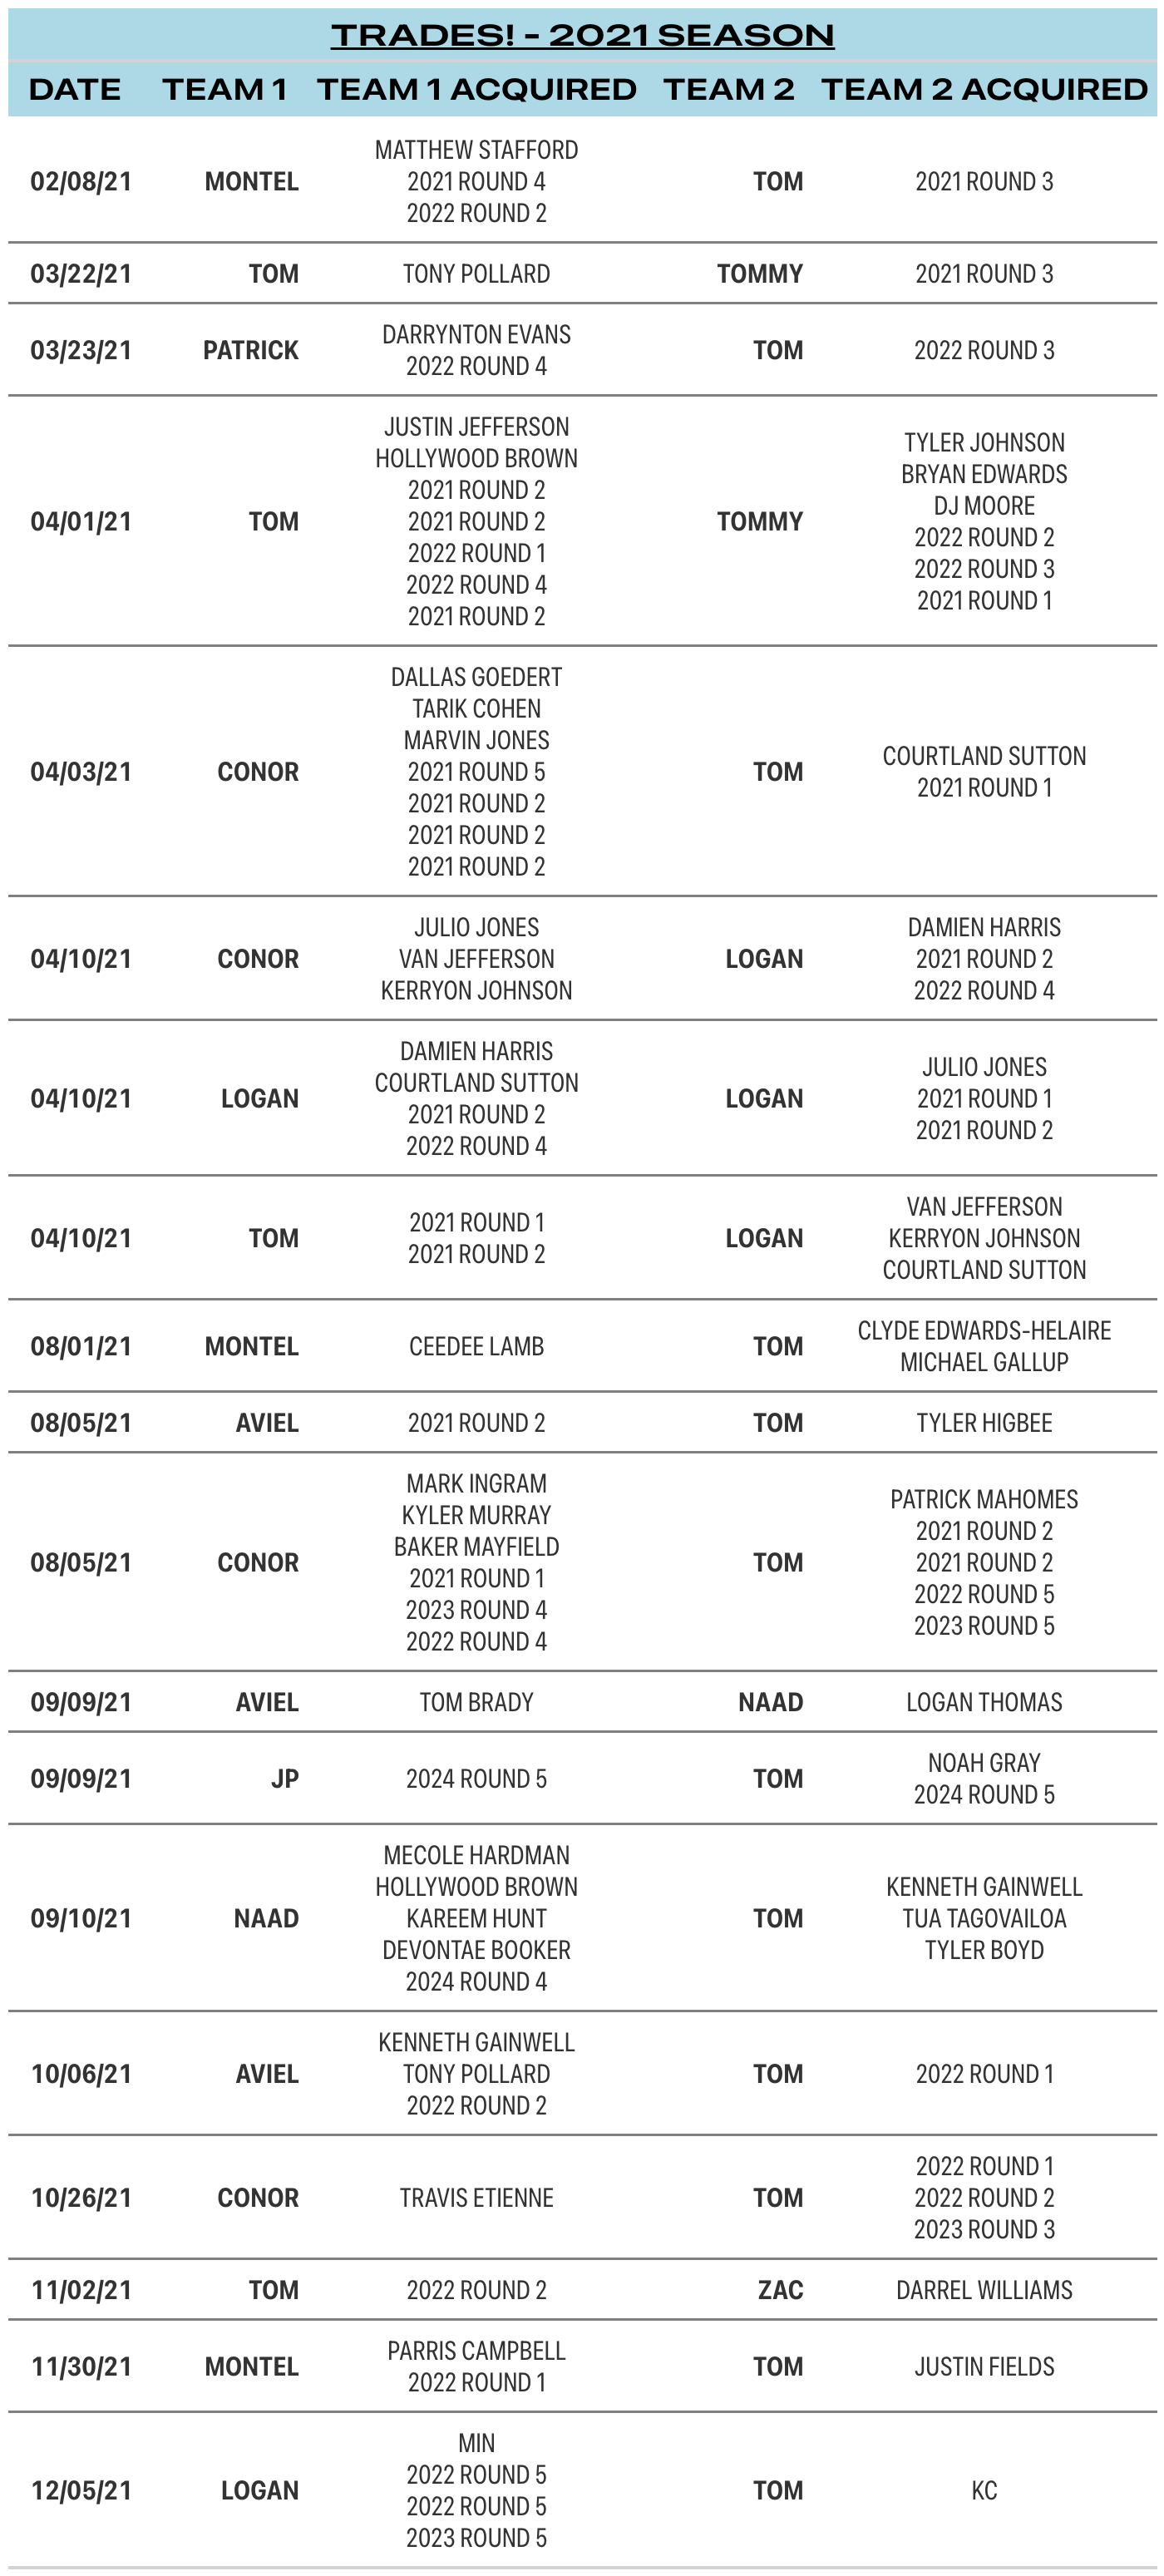 TRADES! - 2021 SEASON
DATE TEAM 1 TEAM 1 ACQUIRED TEAM 2 TEAM 2 ACQUIRED
02/08/21 MONTEL MATTHEW STAFFORD
2021 ROUND 4
2022 ROUND 2 TOM 2021 ROUND 3
03/22/21 TOM TONY POLLARD TOMMY 2021 ROUND 3
03/23/21 PATRICK DARRYNTON EVANS
2022 ROUND 4 TOM 2022 ROUND 3
04/01/21 TOM JUSTIN JEFFERSON
HOLLYWOOD BROWN
2021 ROUND 2
2021 ROUND 2
2022 ROUND 1
2022 ROUND 4
2021 ROUND 2 TOMMY TYLER JOHNSON
BRYAN EDWARDS
DJ MOORE
2022 ROUND 2
2022 ROUND 3
2021 ROUND 1
04/03/21 CONOR DALLAS GOEDERT
TARIK COHEN
MARVIN JONES
2021 ROUND 5
2021 ROUND 2
2021 ROUND 2
2021 ROUND 2 TOM COURTLAND SUTTON
2021 ROUND 1
04/10/21 CONOR JULIO JONES
VAN JEFFERSON
KERRYON JOHNSON LOGAN DAMIEN HARRIS
2021 ROUND 2
2022 ROUND 4
04/10/21 LOGAN DAMIEN HARRIS
COURTLAND SUTTON
2021 ROUND 2
2022 ROUND 4 LOGAN JULIO JONES
2021 ROUND 1
2021 ROUND 2
04/10/21 TOM 2021 ROUND 1
2021 ROUND 2 LOGAN VAN JEFFERSON
KERRYON JOHNSON
COURTLAND SUTTON
08/01/21 MONTEL CEEDEE LAMB TOM CLYDE EDWARDS-HELAIRE
MICHAEL GALLUP
08/05/21 AVIEL 2021 ROUND 2 TOM TYLER HIGBEE
08/05/21 CONOR MARK INGRAM
KYLER MURRAY
BAKER MAYFIELD
2021 ROUND 1
2023 ROUND 4
2022 ROUND 4 TOM PATRICK MAHOMES
2021 ROUND 2
2021 ROUND 2
2022 ROUND 5
2023 ROUND 5
09/09/21 AVIEL TOM BRADY NAAD LOGAN THOMAS
09/09/21 JP 2024 ROUND 5 TOM NOAH GRAY
2024 ROUND 5
09/10/21 NAAD MECOLE HARDMAN
HOLLYWOOD BROWN
KAREEM HUNT
DEVONTAE BOOKER
2024 ROUND 4 TOM KENNETH GAINWELL
TUA TAGOVAILOA
TYLER BOYD
10/06/21 AVIEL KENNETH GAINWELL
TONY POLLARD
2022 ROUND 2 TOM 2022 ROUND 1
10/26/21 CONOR TRAVIS ETIENNE TOM 2022 ROUND 1
2022 ROUND 2
2023 ROUND 3
11/02/21 TOM 2022 ROUND 2 ZAC DARREL WILLIAMS
11/30/21 MONTEL PARRIS CAMPBELL
2022 ROUND 1 TOM JUSTIN FIELDS
12/05/21 LOGAN MIN
2022 ROUND 5
2022 ROUND 5
2023 ROUND 5 TOM KC